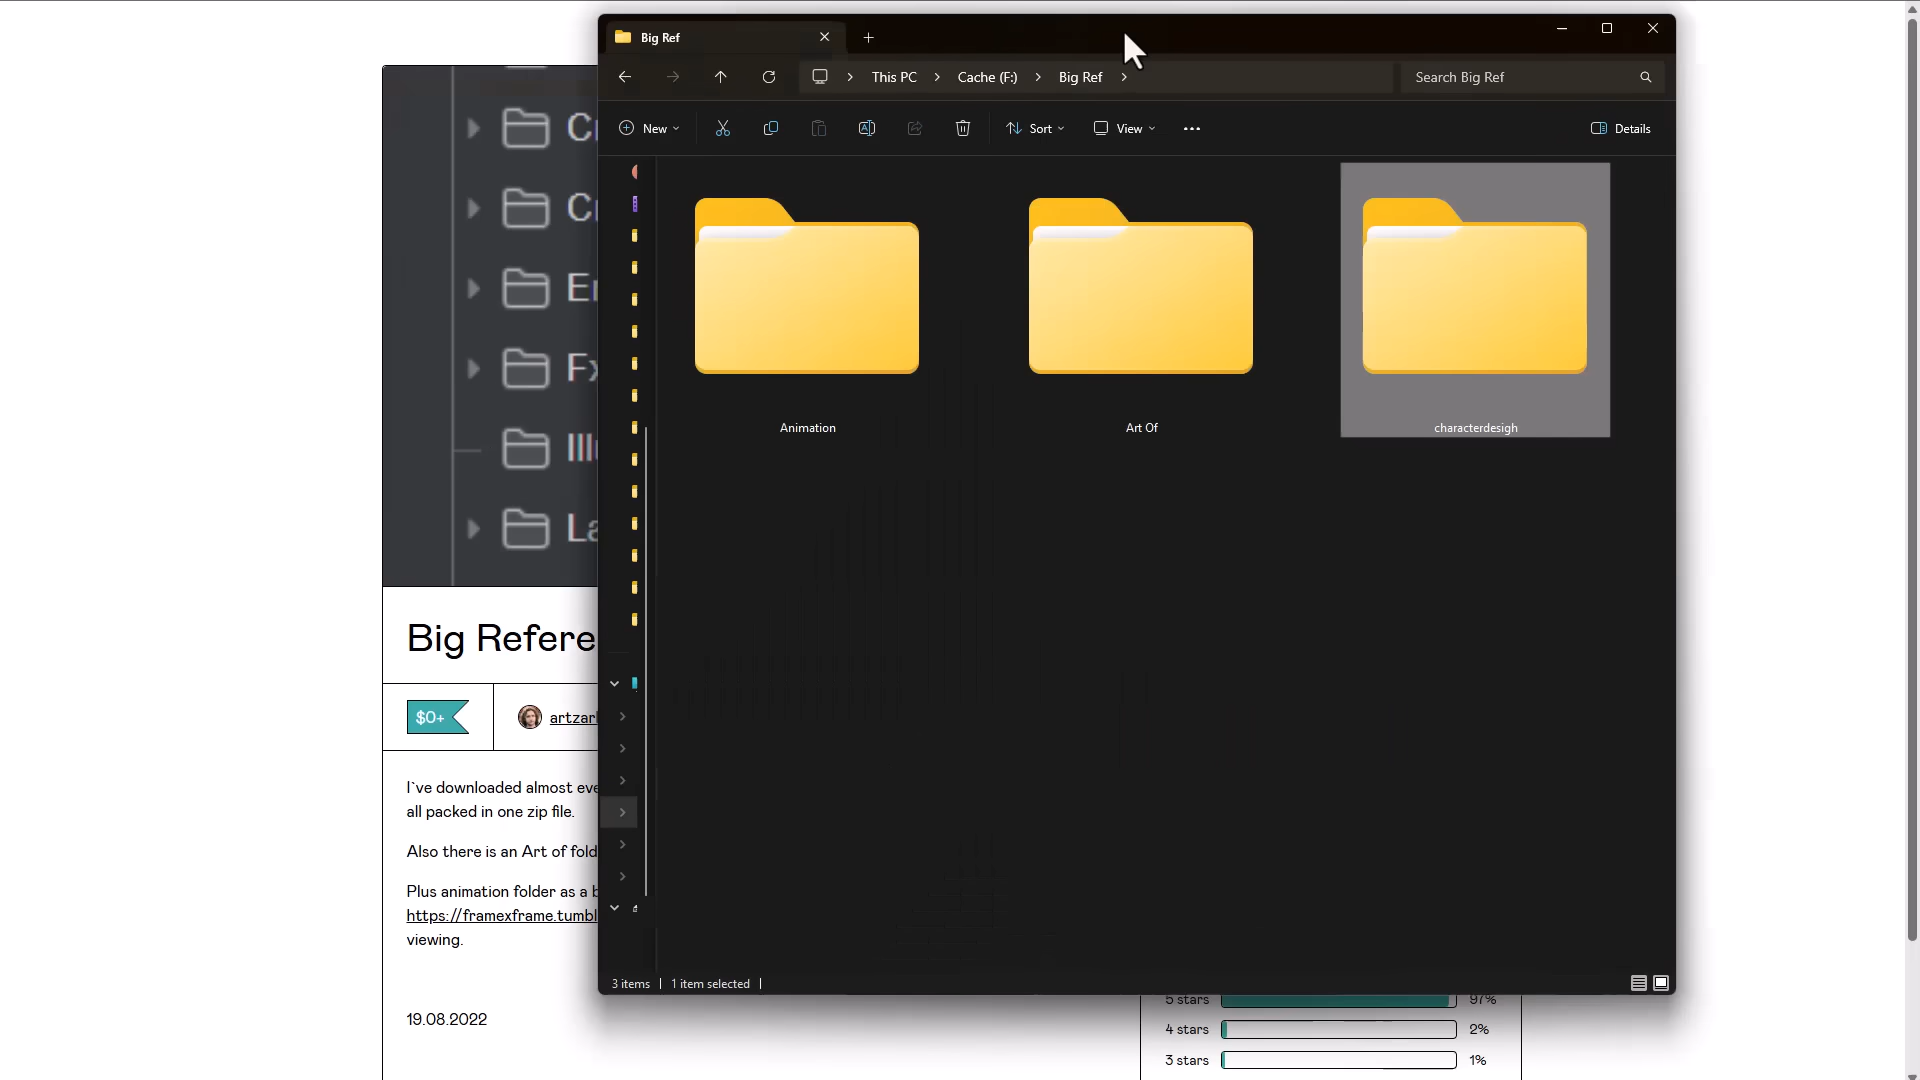 Big Ref
This PC
Cache (F:)
Big Ref
Search Big Ref
New
Sort
View
Details
Animation
Art Of
characterdesigh
3 items
1 item selected
Big Refere
$0+
artzar
I`ve downloaded almost eve
all packed in one zip file.
Also there is an Art of fold
Plus animation folder as a b
https://framexframe.tumbl
viewing.
19.08.2022
5 stars
97%
4 stars
2%
3 stars
1%